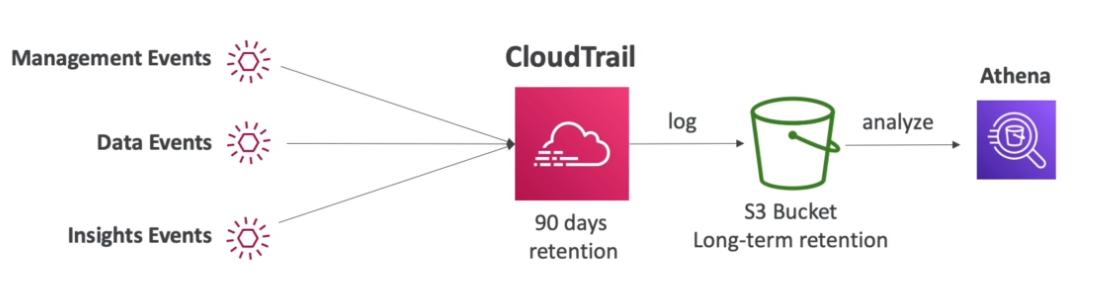 Management Events
Data Events
Insights Events
CloudTrail
90 days
retention
log
S3 Bucket
Long-term retention
analyze
Athena